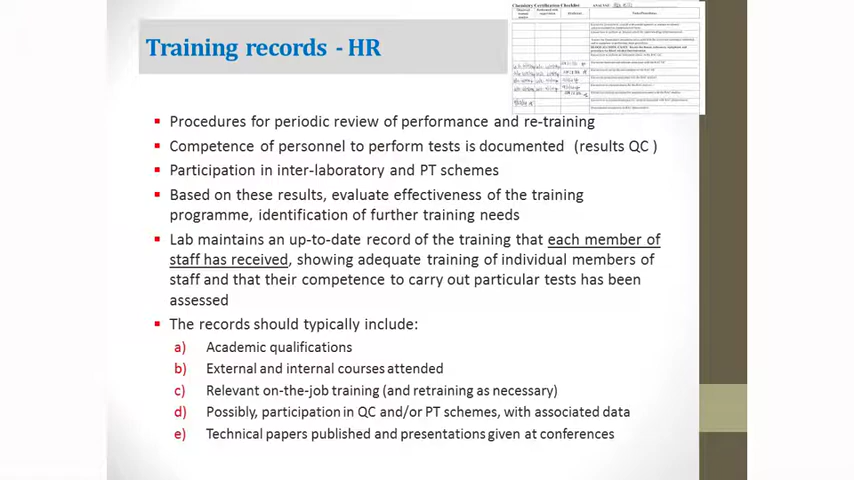 Chemistry Certification Checklist
Training records - HR
▪ Procedures for periodic review of performance and re-training
▪ Competence of personnel to perform tests is documented (results QC )
▪ Participation in inter-laboratory and PT schemes
▪ Based on these results, evaluate effectiveness of the training
programme, identification of further training needs
▪ Lab maintains an up-to-date record of the training that each member of
staff has received, showing adequate training of individual members of
staff and that their competence to carry out particular tests has been
assessed
▪ The records should typically include:
a) Academic qualifications
b) External and internal courses attended
c) Relevant on-the-job training (and retraining as necessary)
d) Possibly, participation in QC and/or PT schemes, with associated data
e) Technical papers published and presentations given at conferences